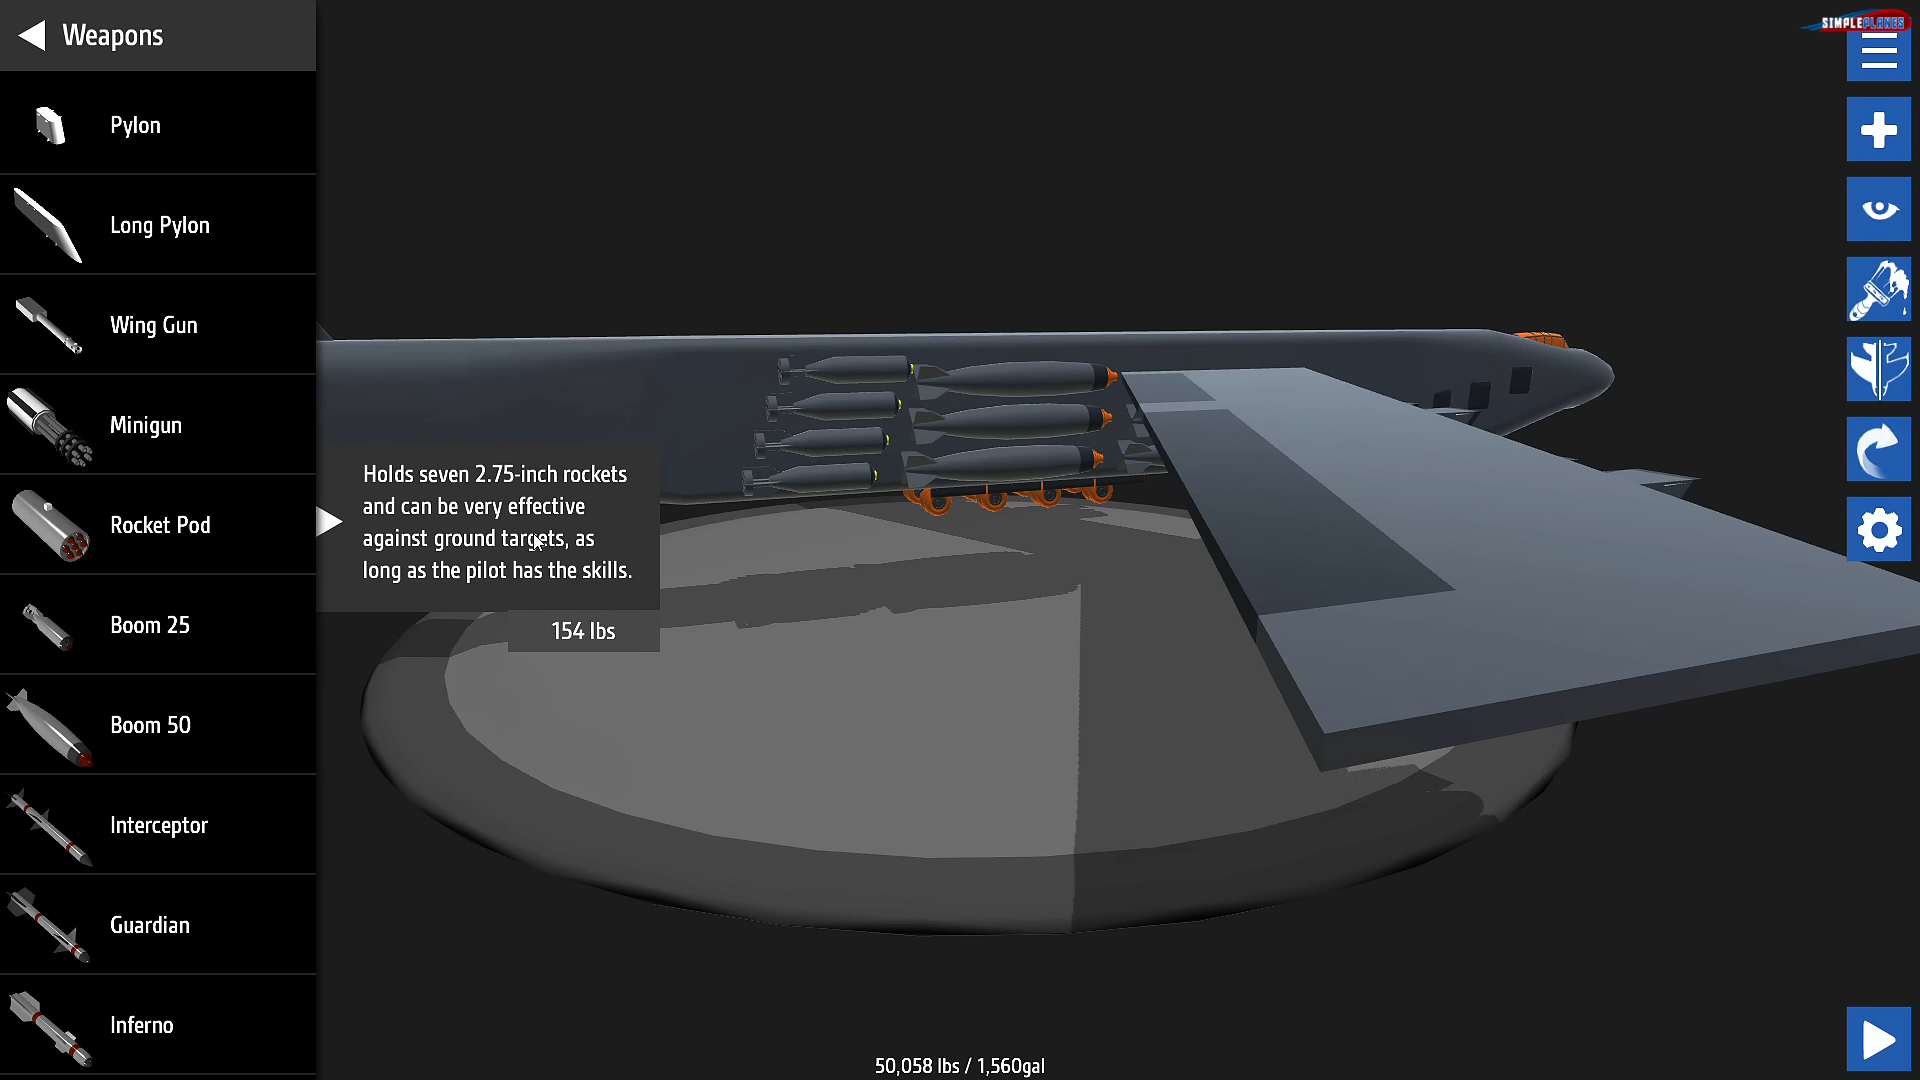 Weapons
SIMPLEPLANES
Pylon
Long Pylon
Wing Gun
Minigun
Rocket Pod
Holds seven 2.75-inch rockets
and can be very effective
against ground targets, as
long as the pilot has the skills.
154 lbs
Boom 25
Boom 50
Interceptor
Guardian
Inferno
50,058 lbs / 1,560gal